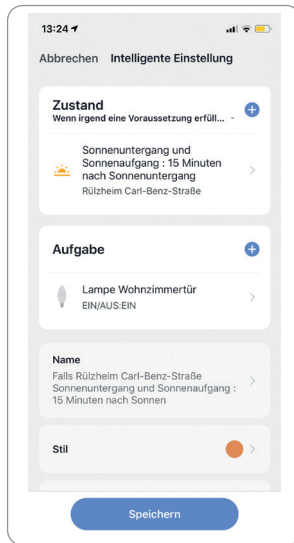 13:24
Abbrechen Intelligente Einstellung
Zustand
Wenn irgend eine Voraussetzung erfüll...
Sonnenuntergang und
Sonnenaufgang : 15 Minuten
nach Sonnenuntergang
Rülzheim Carl-Benz-Straße
Aufgabe
Lampe Wohnzimmertür
EIN/AUS:EIN
Name
Falls Rülzheim Carl-Benz-Straße
Sonnenuntergang und Sonnenaufgang :
15 Minuten nach Sonnen
Stil
Speichern